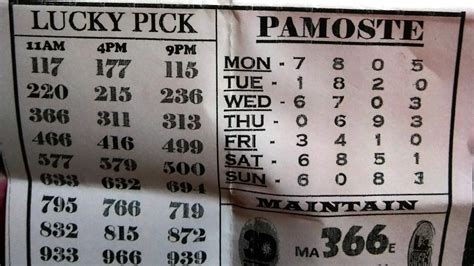 LUCKY PICK
11AM 4PM 9PM
117 177 115
220 215 236
366 311 313
466 416 499
577 579 500
633 632 694
795 766 719
832 815 842
933 966 939
PAMOSTE
MON - 7 8 0 5
TUE - 1 8 2 0
WED - 6 7 0 3
THU - 0 6 9 3
FRI - 3 4 1 0
SAT - 6 8 5 1
SUN - 6 0 8 3
MAINTAIN
MA 366 E